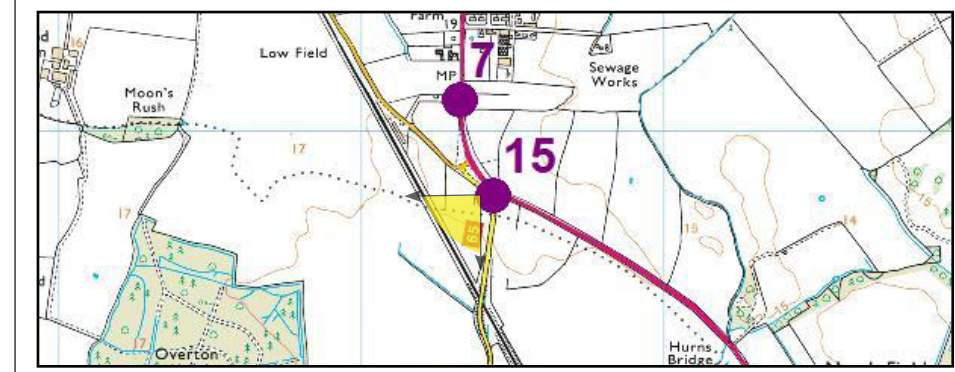 Farm
19
16
Low Field
7
MP
Sewage
Works
Moon's
Rush
15
17
17
65
15
15
14
15
17
Overton
Hurns
Bridge